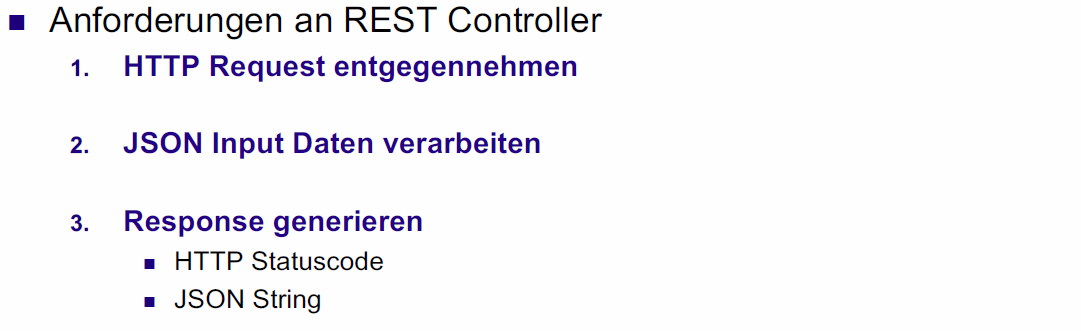 Anforderungen an REST Controller
1. HTTP Request entgegennehmen
2. JSON Input Daten verarbeiten
3. Response generieren
HTTP Statuscode
JSON String